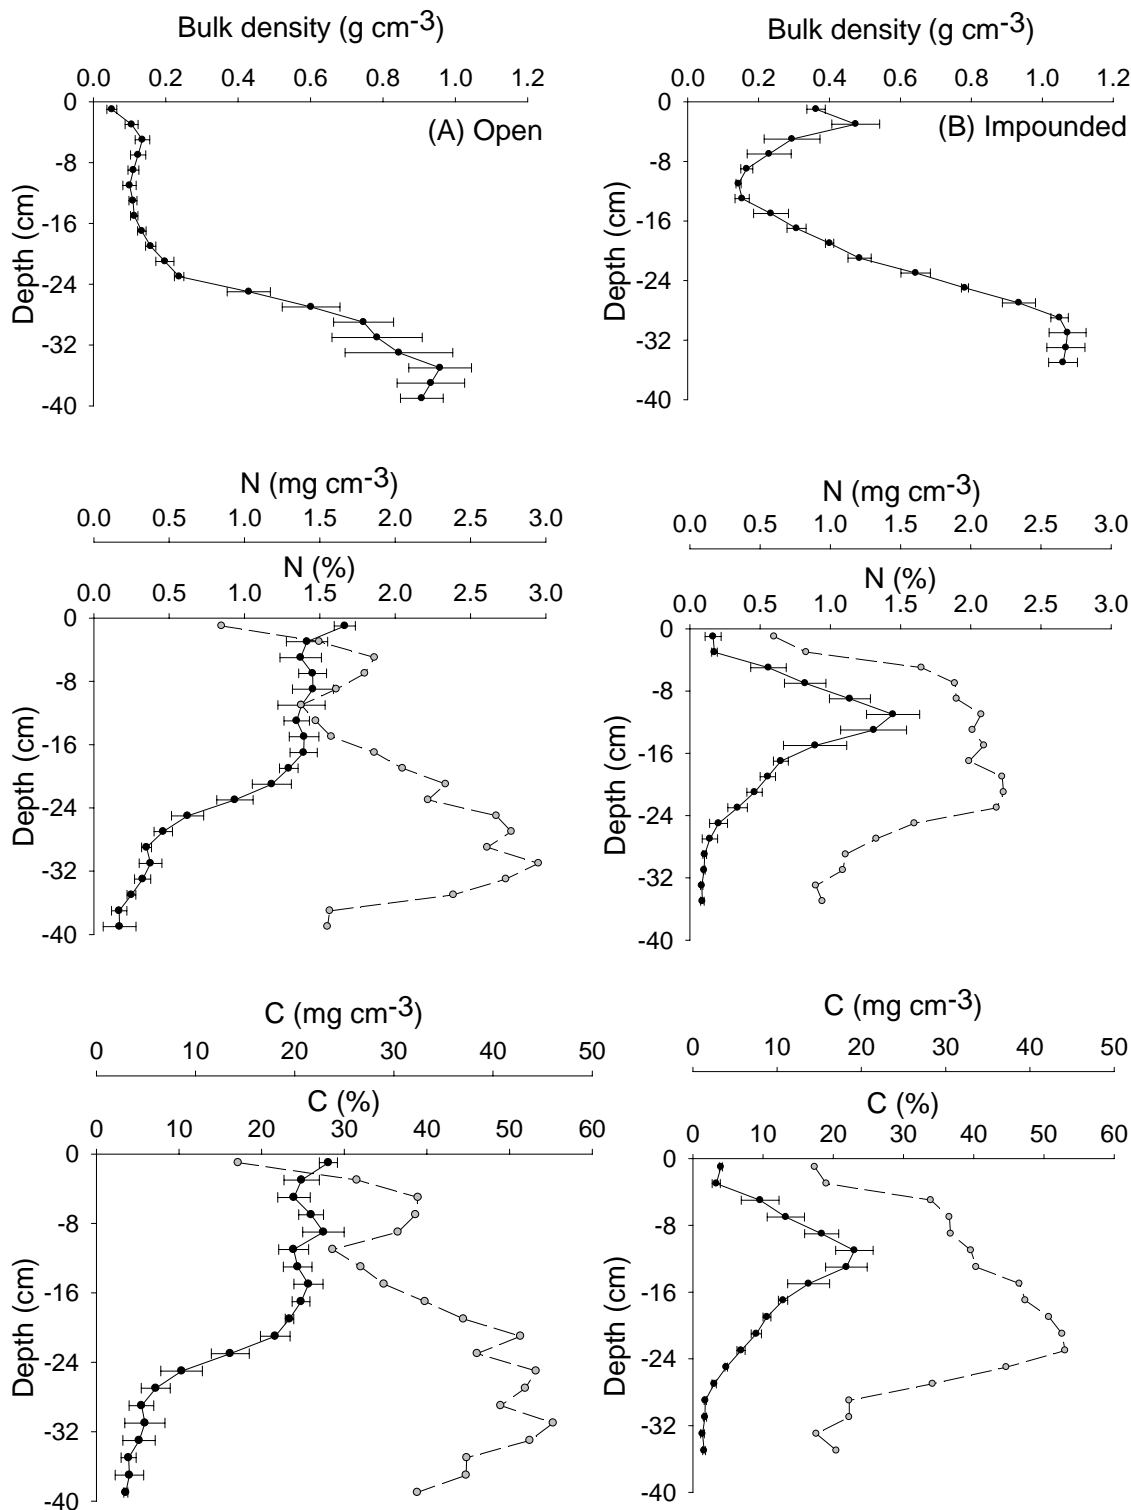 Bulk density (g cm-3)
0.0 0.2 0.4 0.6 0.8 1.0 1.2
0
-8
-16
-24
-32
-40
Depth (cm)
(A) Open
Bulk density (g cm-3)
0.0 0.2 0.4 0.6 0.8 1.0 1.2
0
-8
-16
-24
-32
-40
Depth (cm)
(B) Impounded
N (mg cm-3)
0.0 0.5 1.0 1.5 2.0 2.5 3.0
N (%)
0.0 0.5 1.0 1.5 2.0 2.5 3.0
0
-8
-16
-24
-32
-40
Depth (cm)
N (mg cm-3)
0.0 0.5 1.0 1.5 2.0 2.5 3.0
N (%)
0.0 0.5 1.0 1.5 2.0 2.5 3.0
0
-8
-16
-24
-32
-40
Depth (cm)
C (mg cm-3)
0 10 20 30 40 50
C (%)
0 10 20 30 40 50 60
0
-8
-16
-24
-32
-40
Depth (cm)
C (mg cm-3)
0 10 20 30 40 50
C (%)
0 10 20 30 40 50 60
0
-8
-16
-24
-32
-40
Depth (cm)